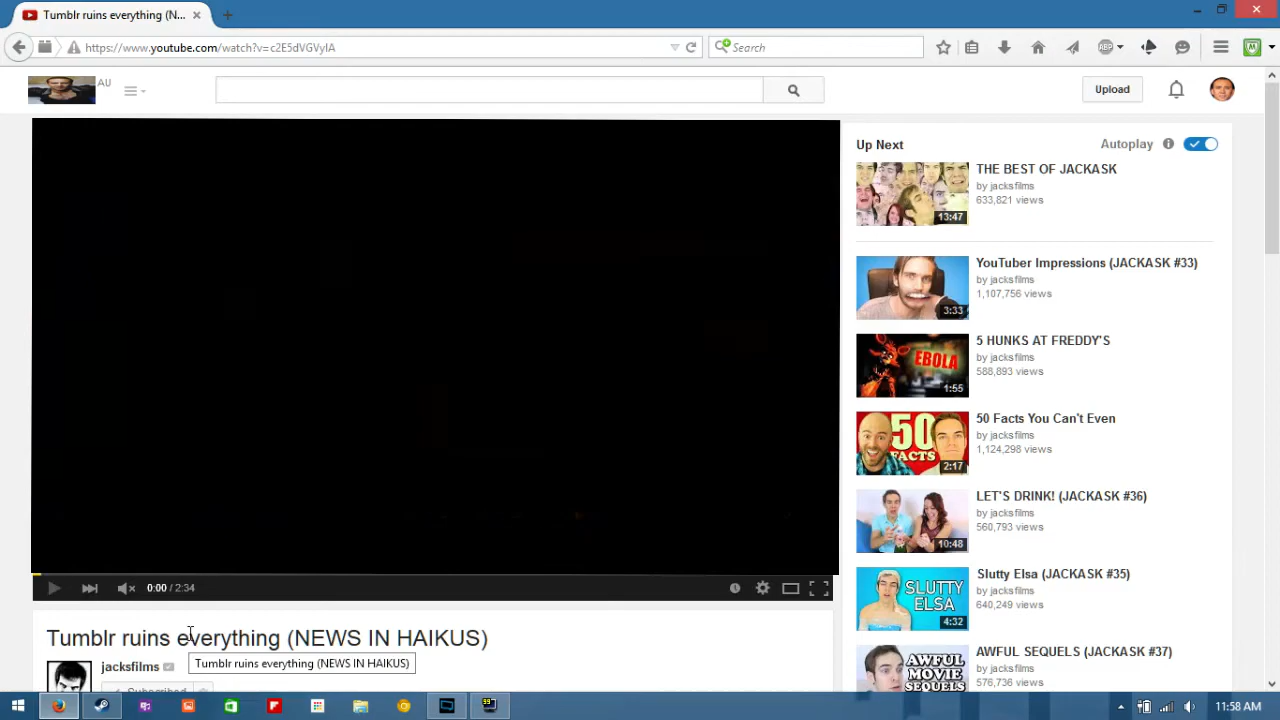 Tumblr ruins everything (N...
https://www.youtube.com/watch?v=c2E5dVGVyIA
Search
ABP
AU
Upload
Up Next
Autoplay
THE BEST OF JACKASK
by jacksfilms
633,821 views
13:47
YouTuber Impressions (JACKASK #33)
by jacksfilms
1,107,756 views
3:33
5 HUNKS AT FREDDY'S
by jacksfilms
588,893 views
EBOLA
1:55
50 Facts You Can't Even
by jacksfilms
1,124,298 views
50
FACTS
2:17
LET'S DRINK! (JACKASK #36)
by jacksfilms
560,793 views
10:48
Slutty Elsa (JACKASK #35)
by jacksfilms
640,249 views
SLUTTY
ELSA
4:32
AWFUL SEQUELS (JACKASK #37)
by jacksfilms
576,736 views
AWFUL
MOVIE
SEQUELS
0:00 / 2:34
Tumblr ruins everything (NEWS IN HAIKUS)
Tumblr ruins everything (NEWS IN HAIKUS)
jacksfilms
Subscribed
11:58 AM